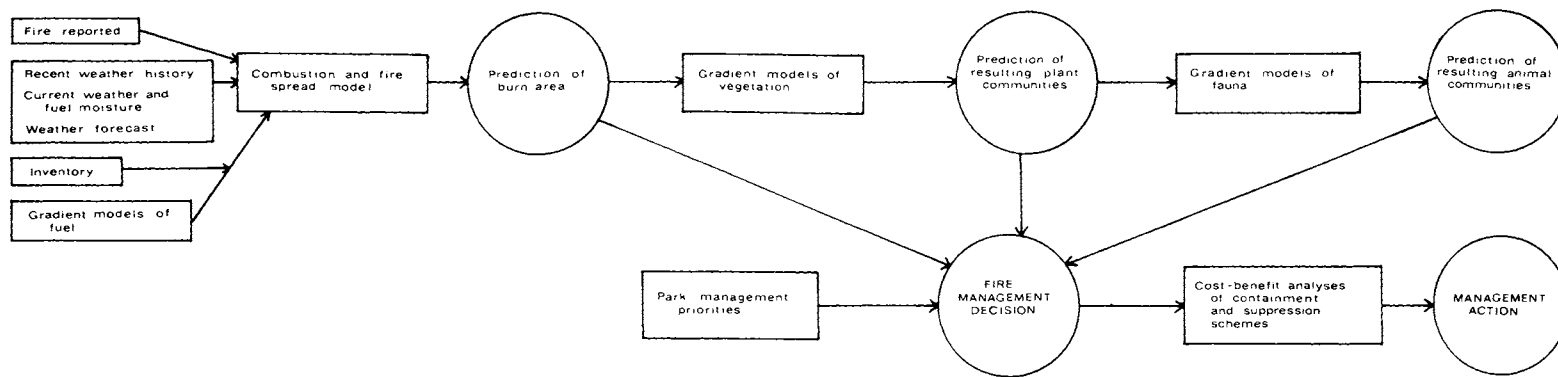 Fire reported
Recent weather history
Current weather and
fuel moisture
Weather forecast
Inventory
Gradient models of
fuel
Combustion and fire
spread model
Prediction of
burn area
Gradient models of
vegetation
Prediction of
resulting plant
communities
Gradient models of
fauna
Prediction of
resulting animal
communities
Park management
priorities
FIRE
MANAGEMENT
DECISION
Cost-benefit analyses
of containment
and suppression
schemes
MANAGEMENT
ACTION